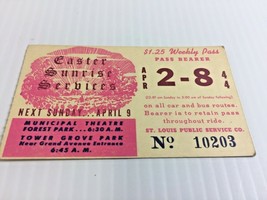 Easter
Sunrise
Services
NEXT SUNDAY...APRIL 9
MUNICIPAL THEATRE
FOREST PARK...6:30 A.M.
TOWER GROVE PARK
Near Grand Avenue Entrance
6:45 A.M.
$1.25 Weekly Pass
PASS BEARER
APR 2-8 44
on all car and bus routes.
Bearer is to retain pass
throughout ride.
ST. LOUIS PUBLIC SERVICE CO.
No 10203